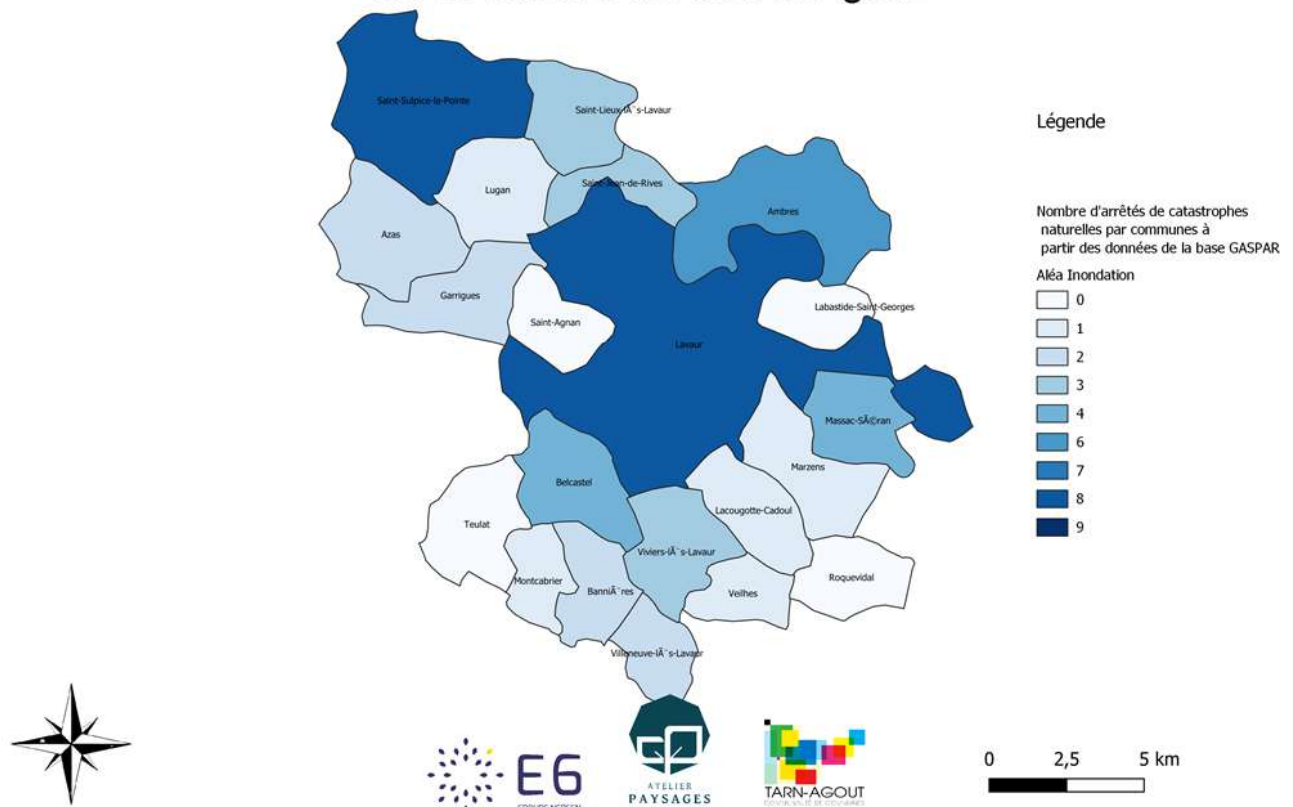 Saint-Sulpice-la-Pointe
Saint-Lieux-lÃ¨s-Lavaur
Légende
Lugan
Saint-Jean-de-Rives
Ambres
Nombre d'arrêtés de catastrophes
naturelles par communes à
partir des données de la base GASPAR
Azas
Aléa Inondation
Garrigues
0
Labastide-Saint-Georges
Saint-Agnan
1
Lavaur
2
3
4
Massac-SÃ©ran
6
7
Marzens
8
Belcastel
9
Lacougotte-Cadoul
Teulat
Viviers-lÃ¨s-Lavaur
Roquevidal
Montcabrier
BanniÃ¨res
Veilhes
Villeneuve-lÃ¨s-Lavaur
E6
ATELIER
PAYSAGES
TARN-AGOUT
0 2,5 5 km